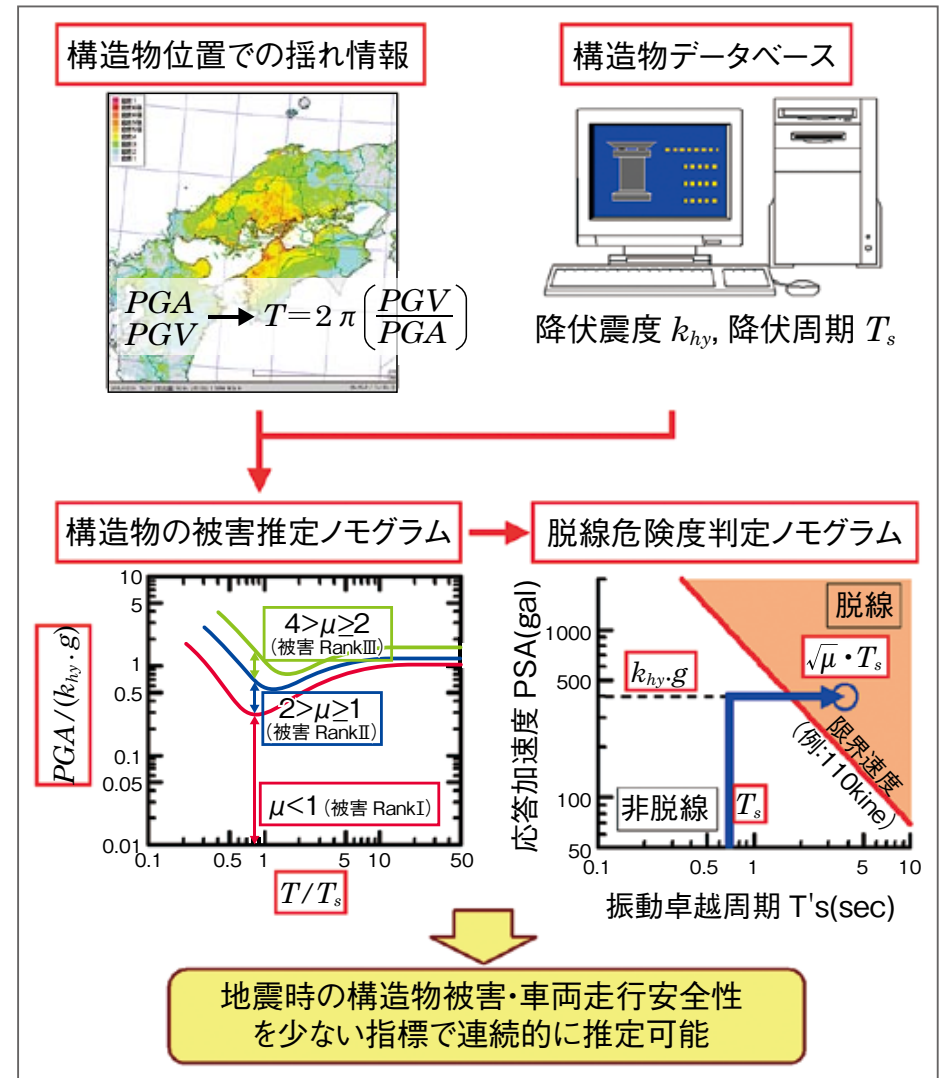 構造物位置での揺れ情報
構造物データベース
PGA
PGV
T=2π(PGV/PGA)
降伏震度 k_hy, 降伏周期 T_s
構造物の被害推定ノモグラム
脱線危険度判定ノモグラム
PGA/(k_hy・g)
10
5
1
0.5
0.1
0.05
0.01
4>μ≥2
(被害 RankⅢ)
2>μ≥1
(被害 RankⅡ)
μ<1 (被害 RankⅠ)
0.1 0.5 1 5 10 50
T/T_s
応答加速度 PSA(gal)
1000
500
100
50
脱線
√μ・T_s
k_hy・g
限界速度
(例:110kine)
非脱線
T_s
0.1 0.5 1 5 10
振動卓越周期 T's(sec)
地震時の構造物被害・車両走行安全性
を少ない指標で連続的に推定可能